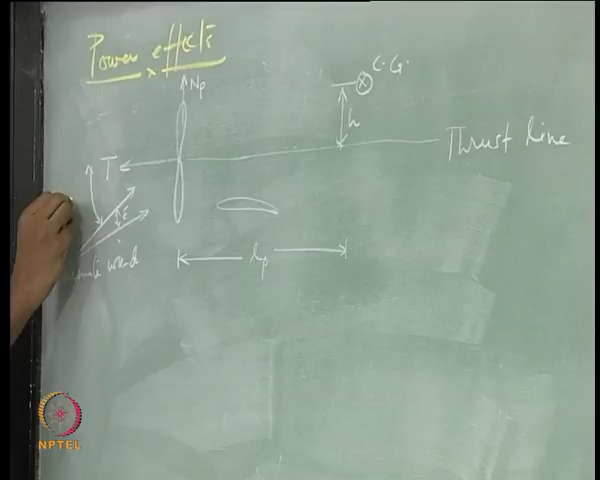 Power effects
C.G.
Np
h
T
Thrust line
ε
lp
wind
NPTEL